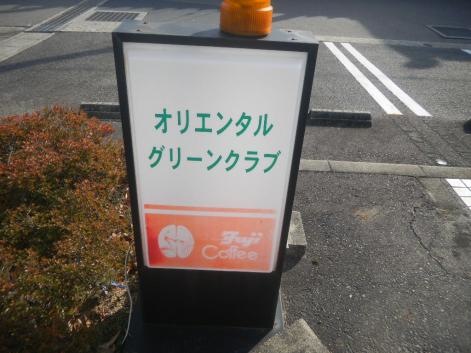 オリエンタル
グリーンクラブ
Fuji
Coffee